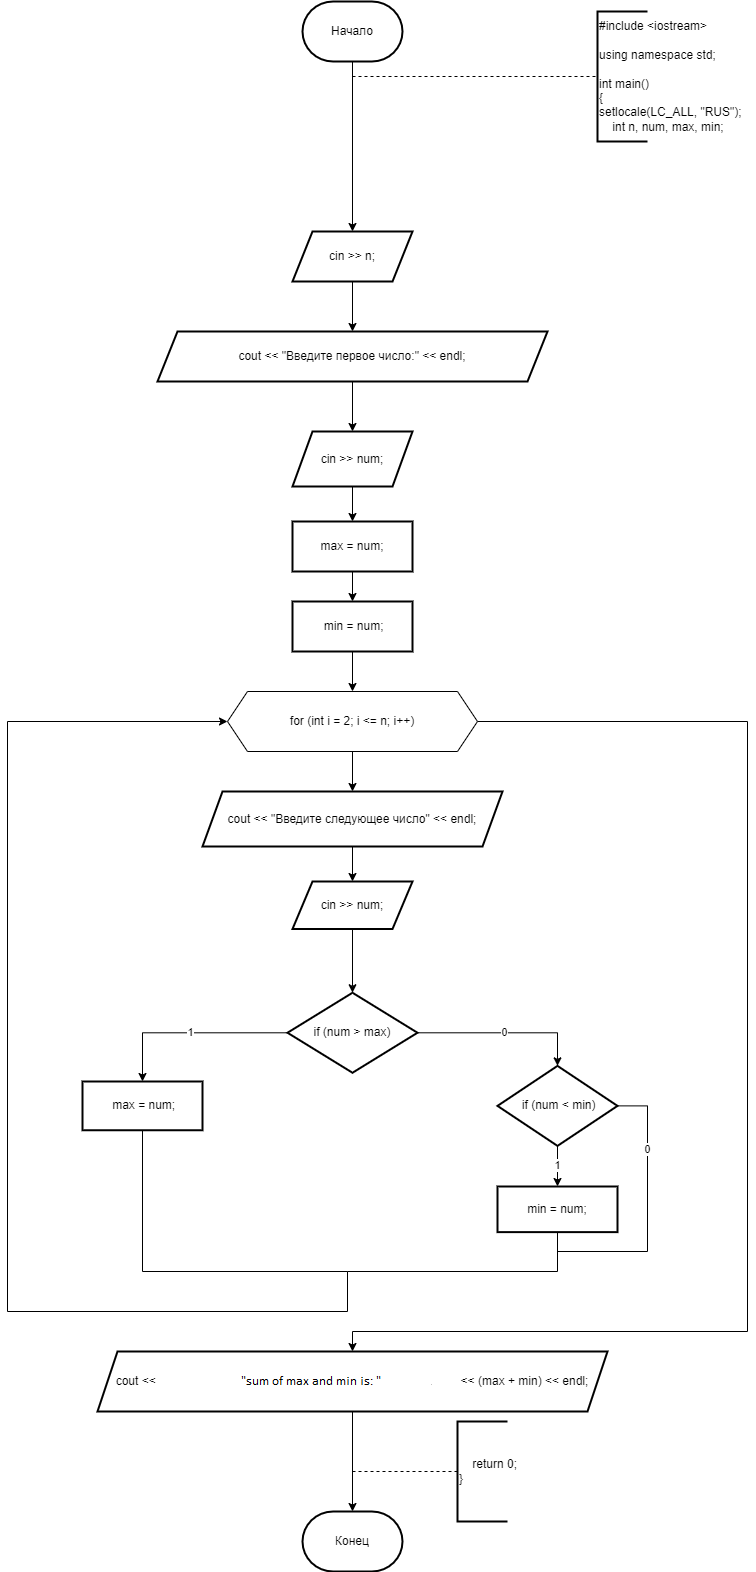 Начало
#include <iostream>
using namespace std;
int main()
{
setlocale(LC_ALL, "RUS");
int n, num, max, min;
cin >> n;
cout << "Введите первое число:" << endl;
cin >> num;
max = num;
min = num;
for (int i = 2; i <= n; i++)
cout << "Введите следующее число" << endl;
cin >> num;
if (num > max)
1
0
max = num;
if (num < min)
0
1
min = num;
cout << "sum of max and min is: " << (max + min) << endl;
return 0;
}
Конец